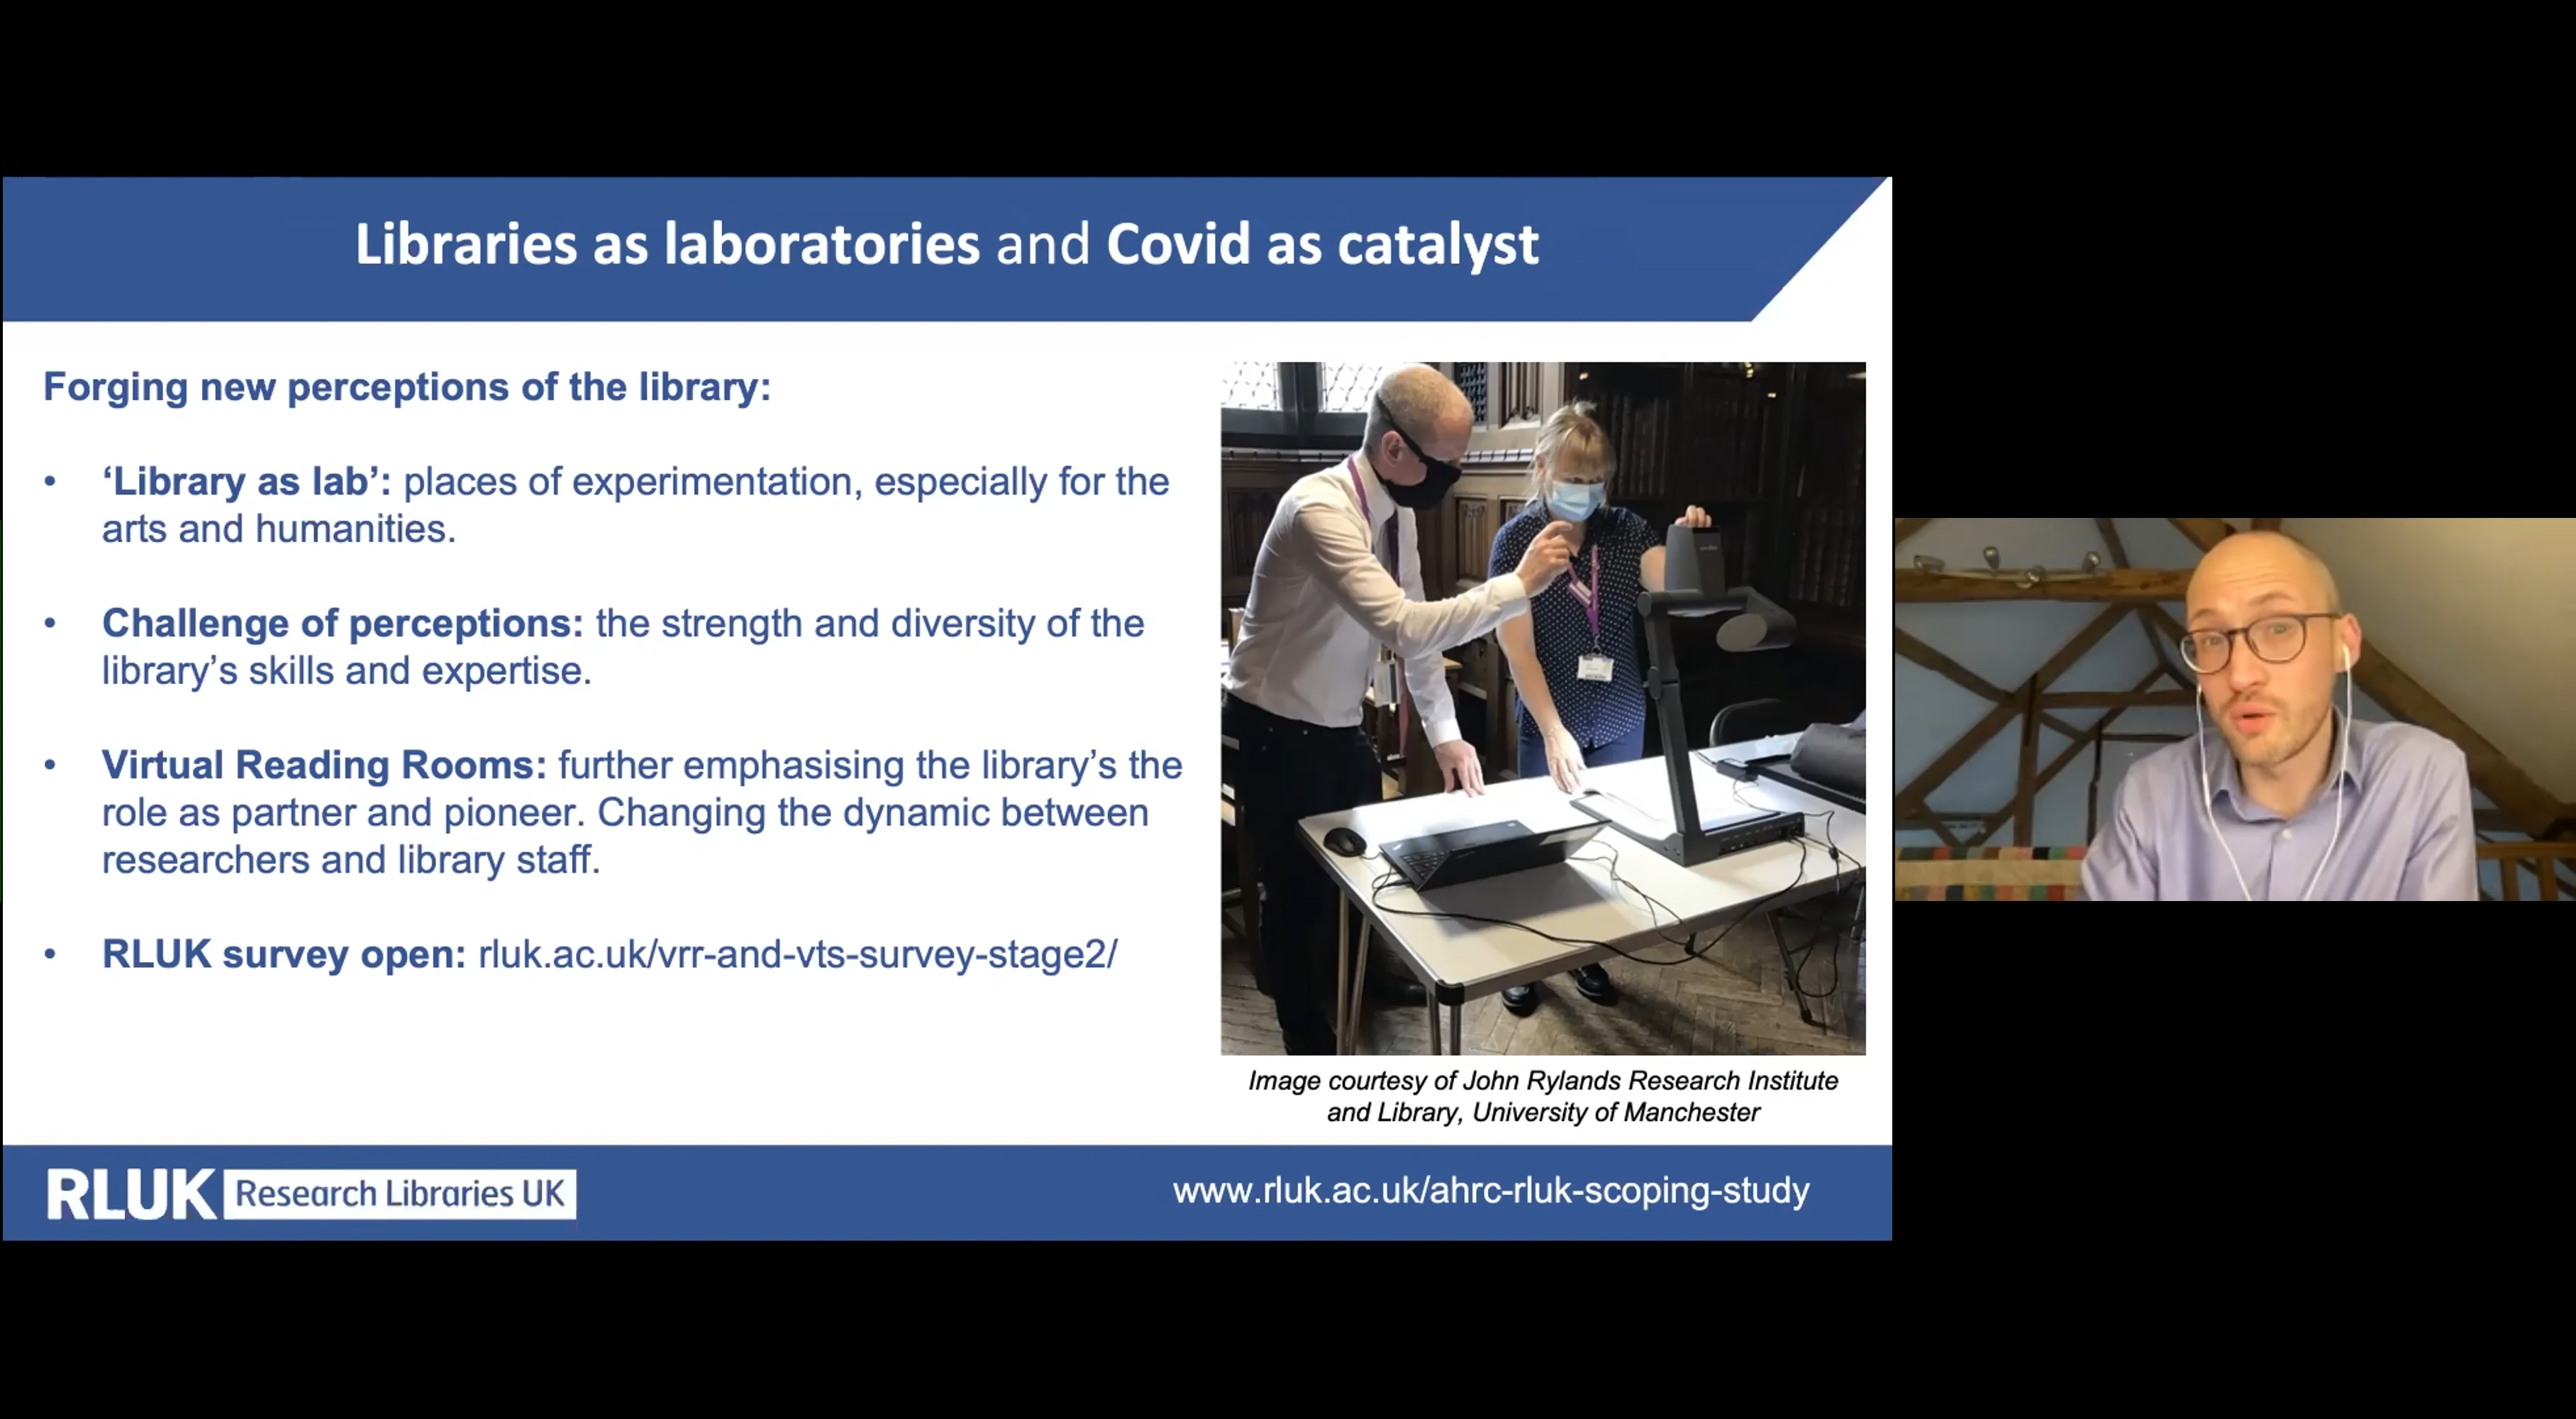 Libraries as laboratories and Covid as catalyst
Forging new perceptions of the library:
• ‘Library as lab’: places of experimentation, especially for the
arts and humanities.
• Challenge of perceptions: the strength and diversity of the
library’s skills and expertise.
• Virtual Reading Rooms: further emphasising the library’s the
role as partner and pioneer. Changing the dynamic between
researchers and library staff.
• RLUK survey open: rluk.ac.uk/vrr-and-vts-survey-stage2/
Image courtesy of John Rylands Research Institute
and Library, University of Manchester
RLUK Research Libraries UK
www.rluk.ac.uk/ahrc-rluk-scoping-study